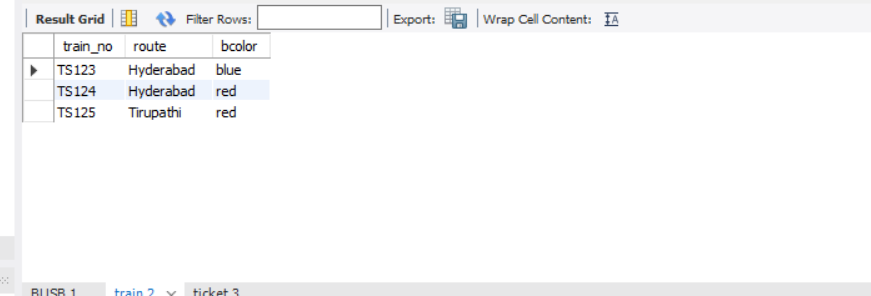 Result Grid Filter Rows: Export: Wrap Cell Content: IA
train_no route bcolor
TS123 Hyderabad blue
TS124 Hyderabad red
TS125 Tirupathi red
BUSB 1 train 2 ticket 3